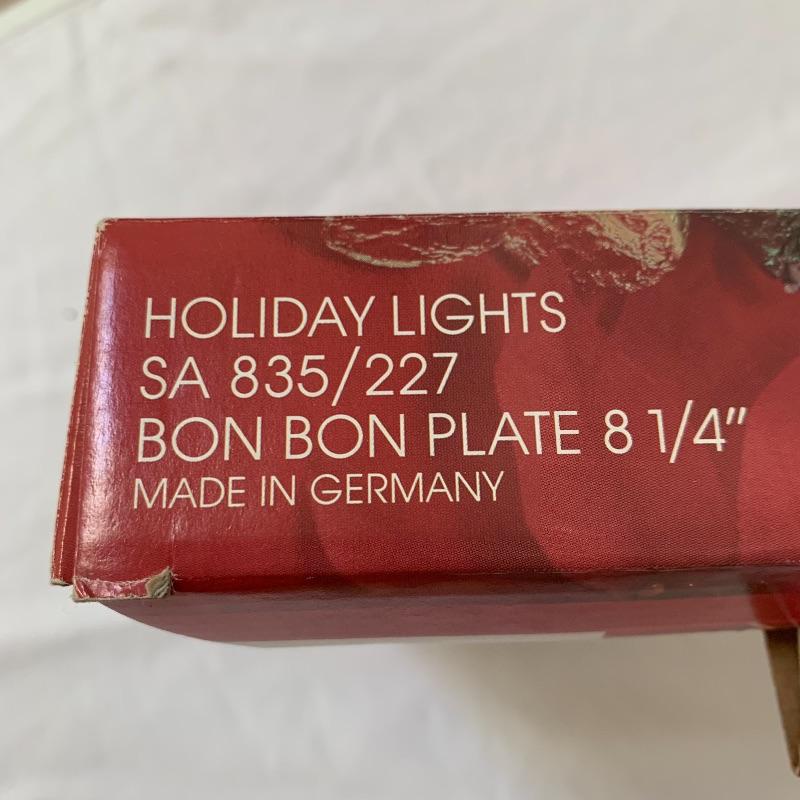 HOLIDAY LIGHTS
SA 835/227
BON BON PLATE 8 1/4"
MADE IN GERMANY